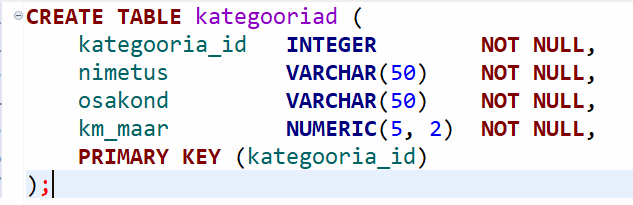 CREATE TABLE kategooriad (
kategooria_id INTEGER NOT NULL,
nimetus VARCHAR(50) NOT NULL,
osakond VARCHAR(50) NOT NULL,
km_maar NUMERIC(5, 2) NOT NULL,
PRIMARY KEY (kategooria_id)
);